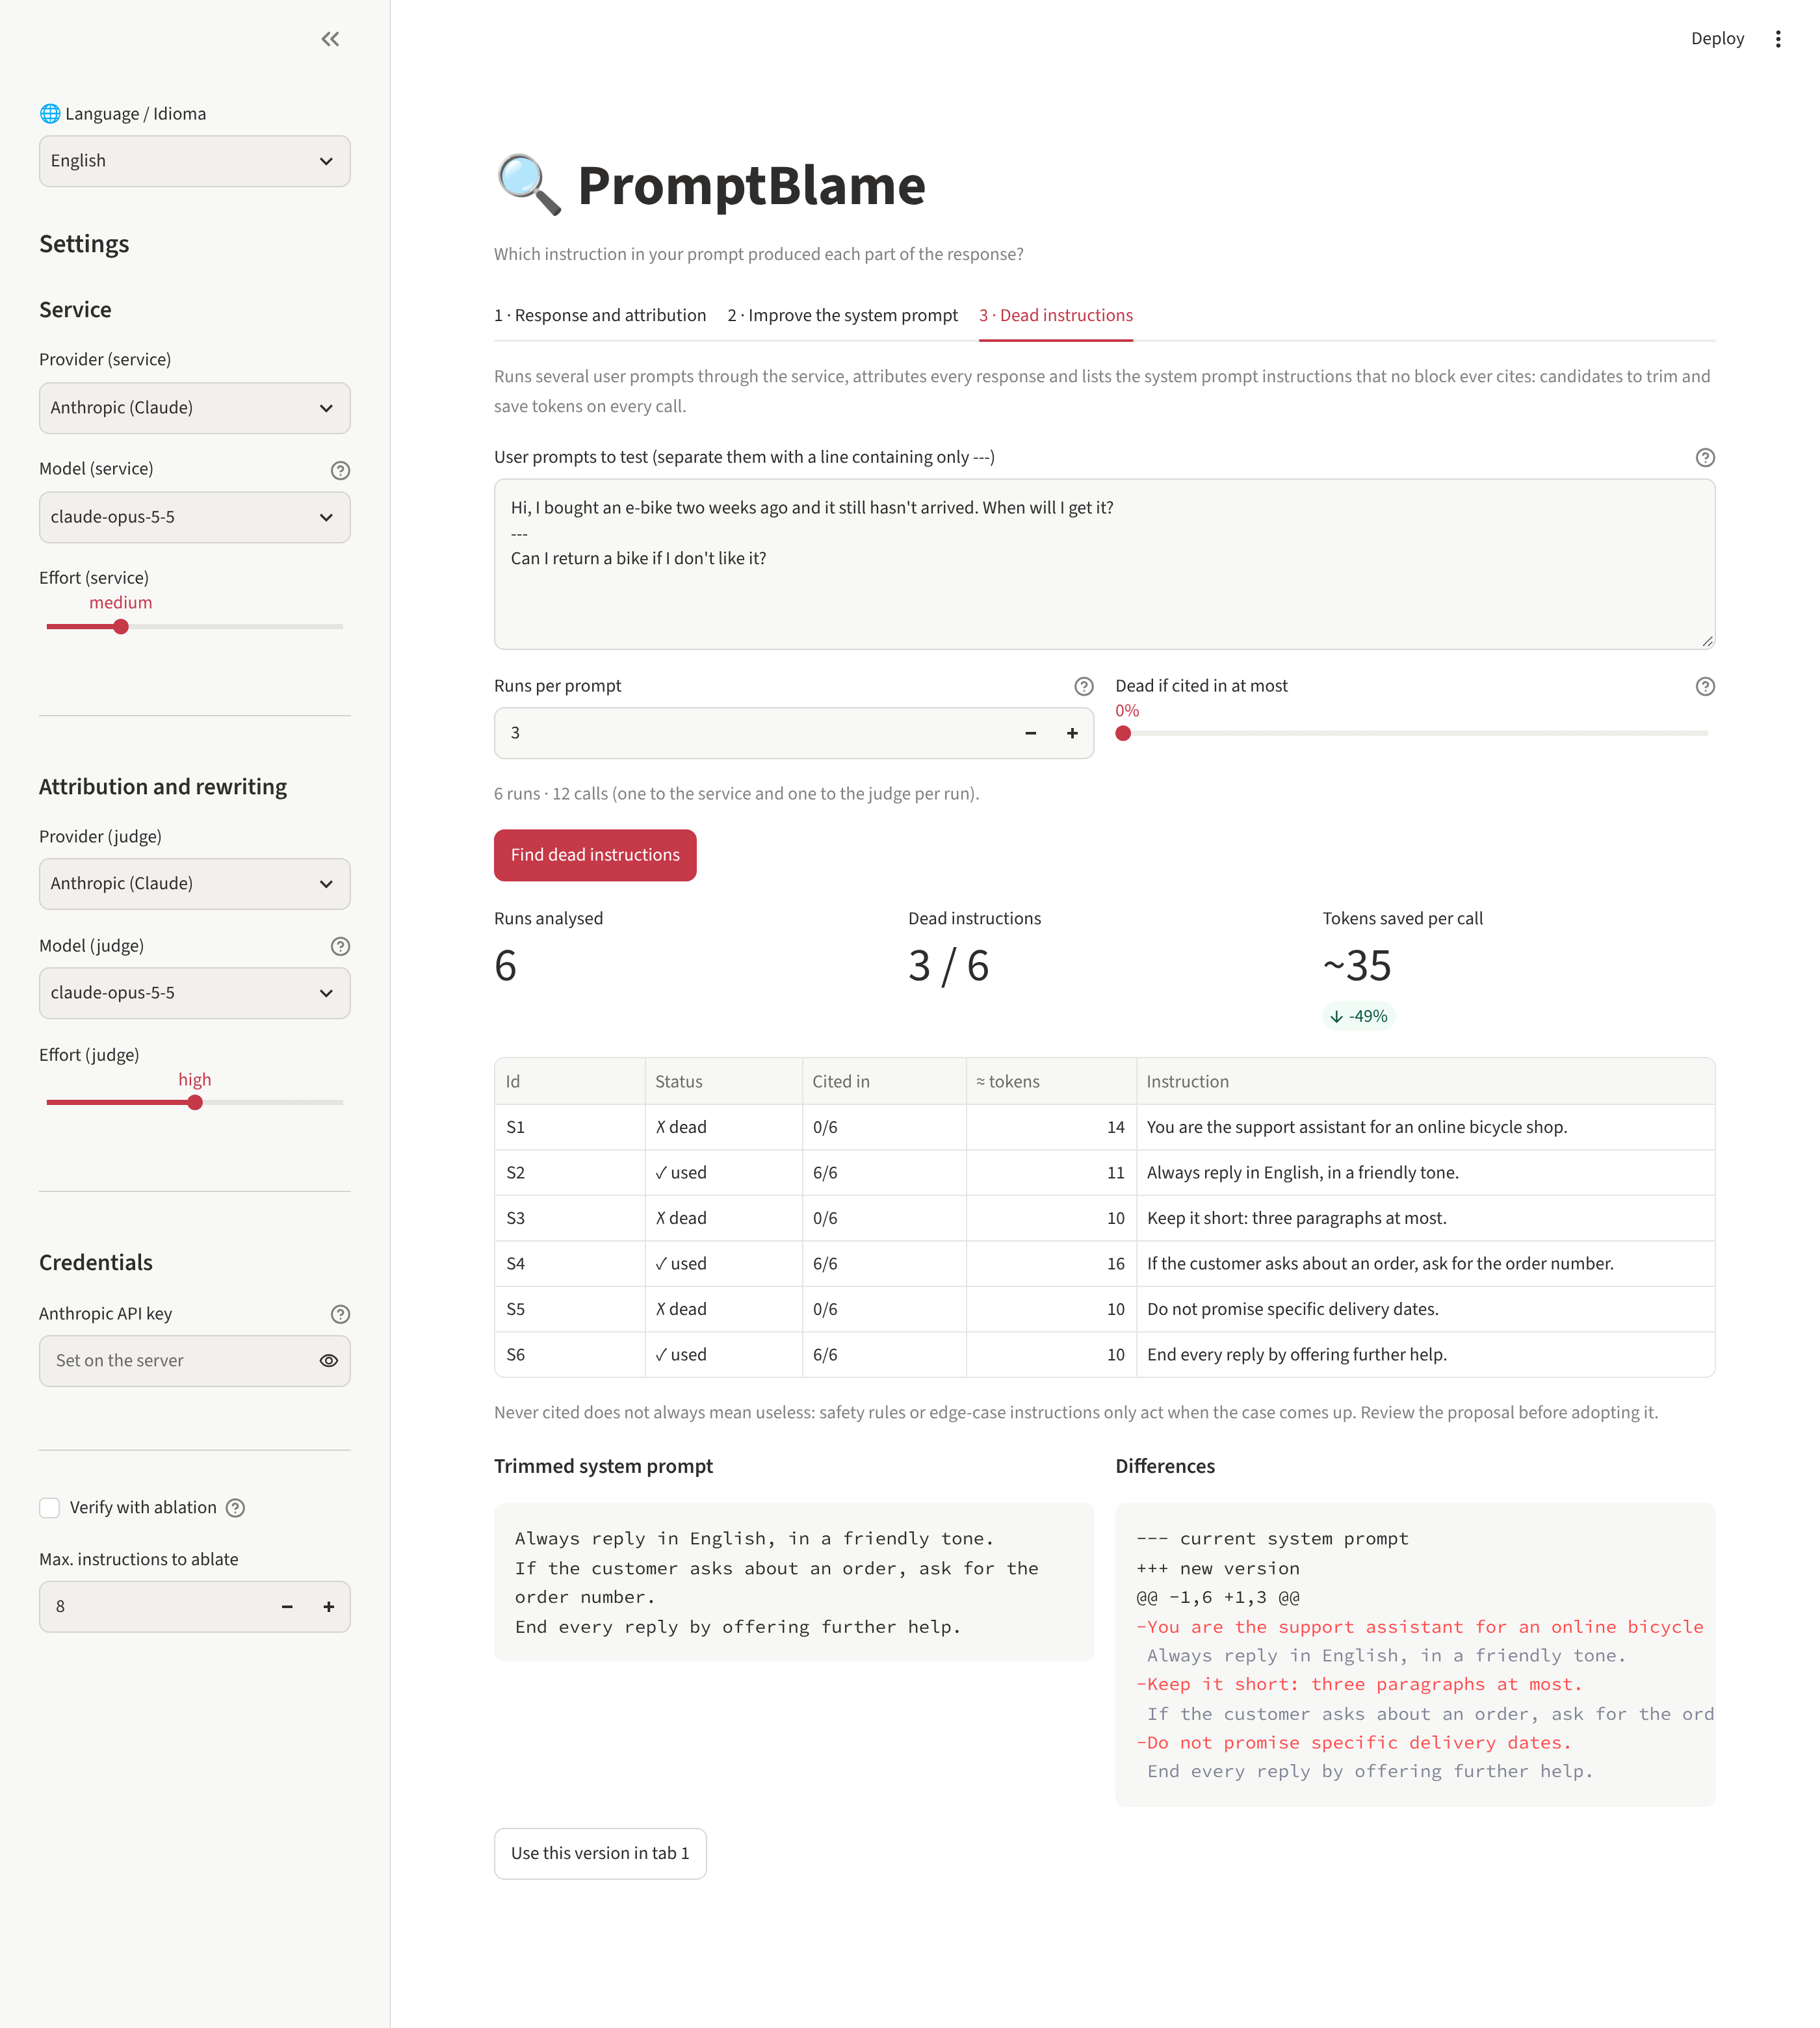 Deploy
🌐 Language / Idioma
English
Settings
Service
Provider (service)
Anthropic (Claude)
Model (service)
claude-opus-5-5
Effort (service)
medium
Attribution and rewriting
Provider (judge)
Anthropic (Claude)
Model (judge)
claude-opus-5-5
Effort (judge)
high
Credentials
Anthropic API key
Set on the server
Verify with ablation
Max. instructions to ablate
8
🔍 PromptBlame
Which instruction in your prompt produced each part of the response?
1 · Response and attribution 2 · Improve the system prompt 3 · Dead instructions
Runs several user prompts through the service, attributes every response and lists the system prompt instructions that no block ever cites: candidates to trim and
save tokens on every call.
User prompts to test (separate them with a line containing only ---)
Hi, I bought an e-bike two weeks ago and it still hasn't arrived. When will I get it?
---
Can I return a bike if I don't like it?
Runs per prompt
3
Dead if cited in at most
0%
6 runs · 12 calls (one to the service and one to the judge per run).
Find dead instructions
Runs analysed
6
Dead instructions
3 / 6
Tokens saved per call
~35
↓ -49%
Id Status Cited in ≈ tokens Instruction
S1 ✗ dead 0/6 14 You are the support assistant for an online bicycle shop.
S2 ✓ used 6/6 11 Always reply in English, in a friendly tone.
S3 ✗ dead 0/6 10 Keep it short: three paragraphs at most.
S4 ✓ used 6/6 16 If the customer asks about an order, ask for the order number.
S5 ✗ dead 0/6 10 Do not promise specific delivery dates.
S6 ✓ used 6/6 10 End every reply by offering further help.
Never cited does not always mean useless: safety rules or edge-case instructions only act when the case comes up. Review the proposal before adopting it.
Trimmed system prompt
Always reply in English, in a friendly tone.
If the customer asks about an order, ask for the
order number.
End every reply by offering further help.
Differences
--- current system prompt
+++ new version
@@ -1,6 +1,3 @@
-You are the support assistant for an online bicycle
 Always reply in English, in a friendly tone.
-Keep it short: three paragraphs at most.
 If the customer asks about an order, ask for the ord
-Do not promise specific delivery dates.
 End every reply by offering further help.
Use this version in tab 1